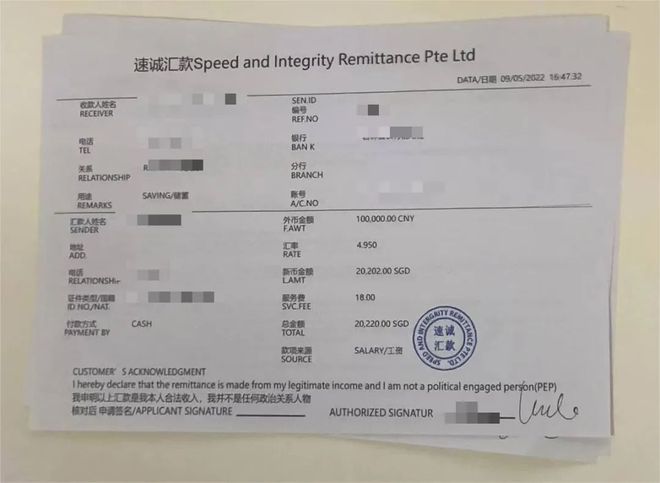 速诚汇款Speed and Integrity Remittance Pte Ltd
DATA/日期 09/05/2022 16:47:32
收款人姓名
RECEIVER
SEN.ID
编号
REF.NO
电话
TEL
银行
BAN K
关系
RELATIONSHIP
分行
BRANCH
用途
REMARKS
SAVING/储蓄
账号
A/C.NO
汇款人姓名
SENDER
外币金额
F.AWT
100,000.00 CNY
地址
ADD.
汇率
RATE
4.950
电话
RELATIONSHIP
新币金额
L.AMT
20,202.00 SGD
证件类型/国籍
ID.NO./NAT.
服务费
SVC.FEE
18.00
付款方式
PAYMENT BY
CASH
总金额
TOTAL
20,220.00 SGD
款项来源
SOURCE
SALARY/工资
SPEED AND INTERGRITY REMITTANCE PTE LTD.
速诚
汇款
CUSTOMER'S ACKNOWLEDGMENT
I hereby declare that the remittance is made from my legitimate income and I am not a political engaged person(PEP)
我申明以上汇款是我本人合法收入，我并不是任何政治关系人物
核对后 申请签名/APPLICANT SIGNATURE
AUTHORIZED SIGNATUR